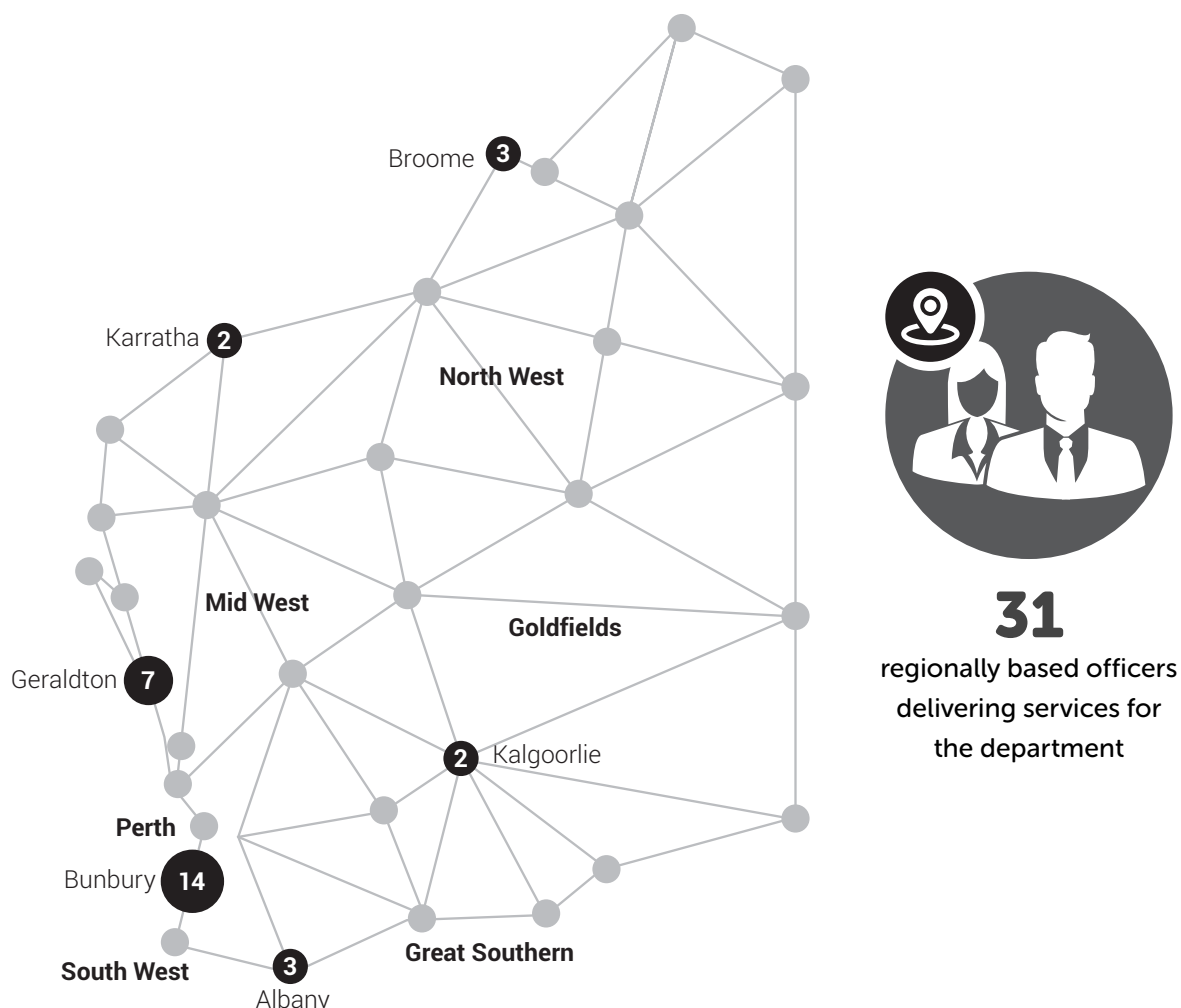 Broome
3
Karratha
2
North West
Mid West
Goldfields
Geraldton
7
2
Kalgoorlie
Perth
Bunbury
14
Great Southern
South West
3
Albany
31
regionally based officers
delivering services for
the department